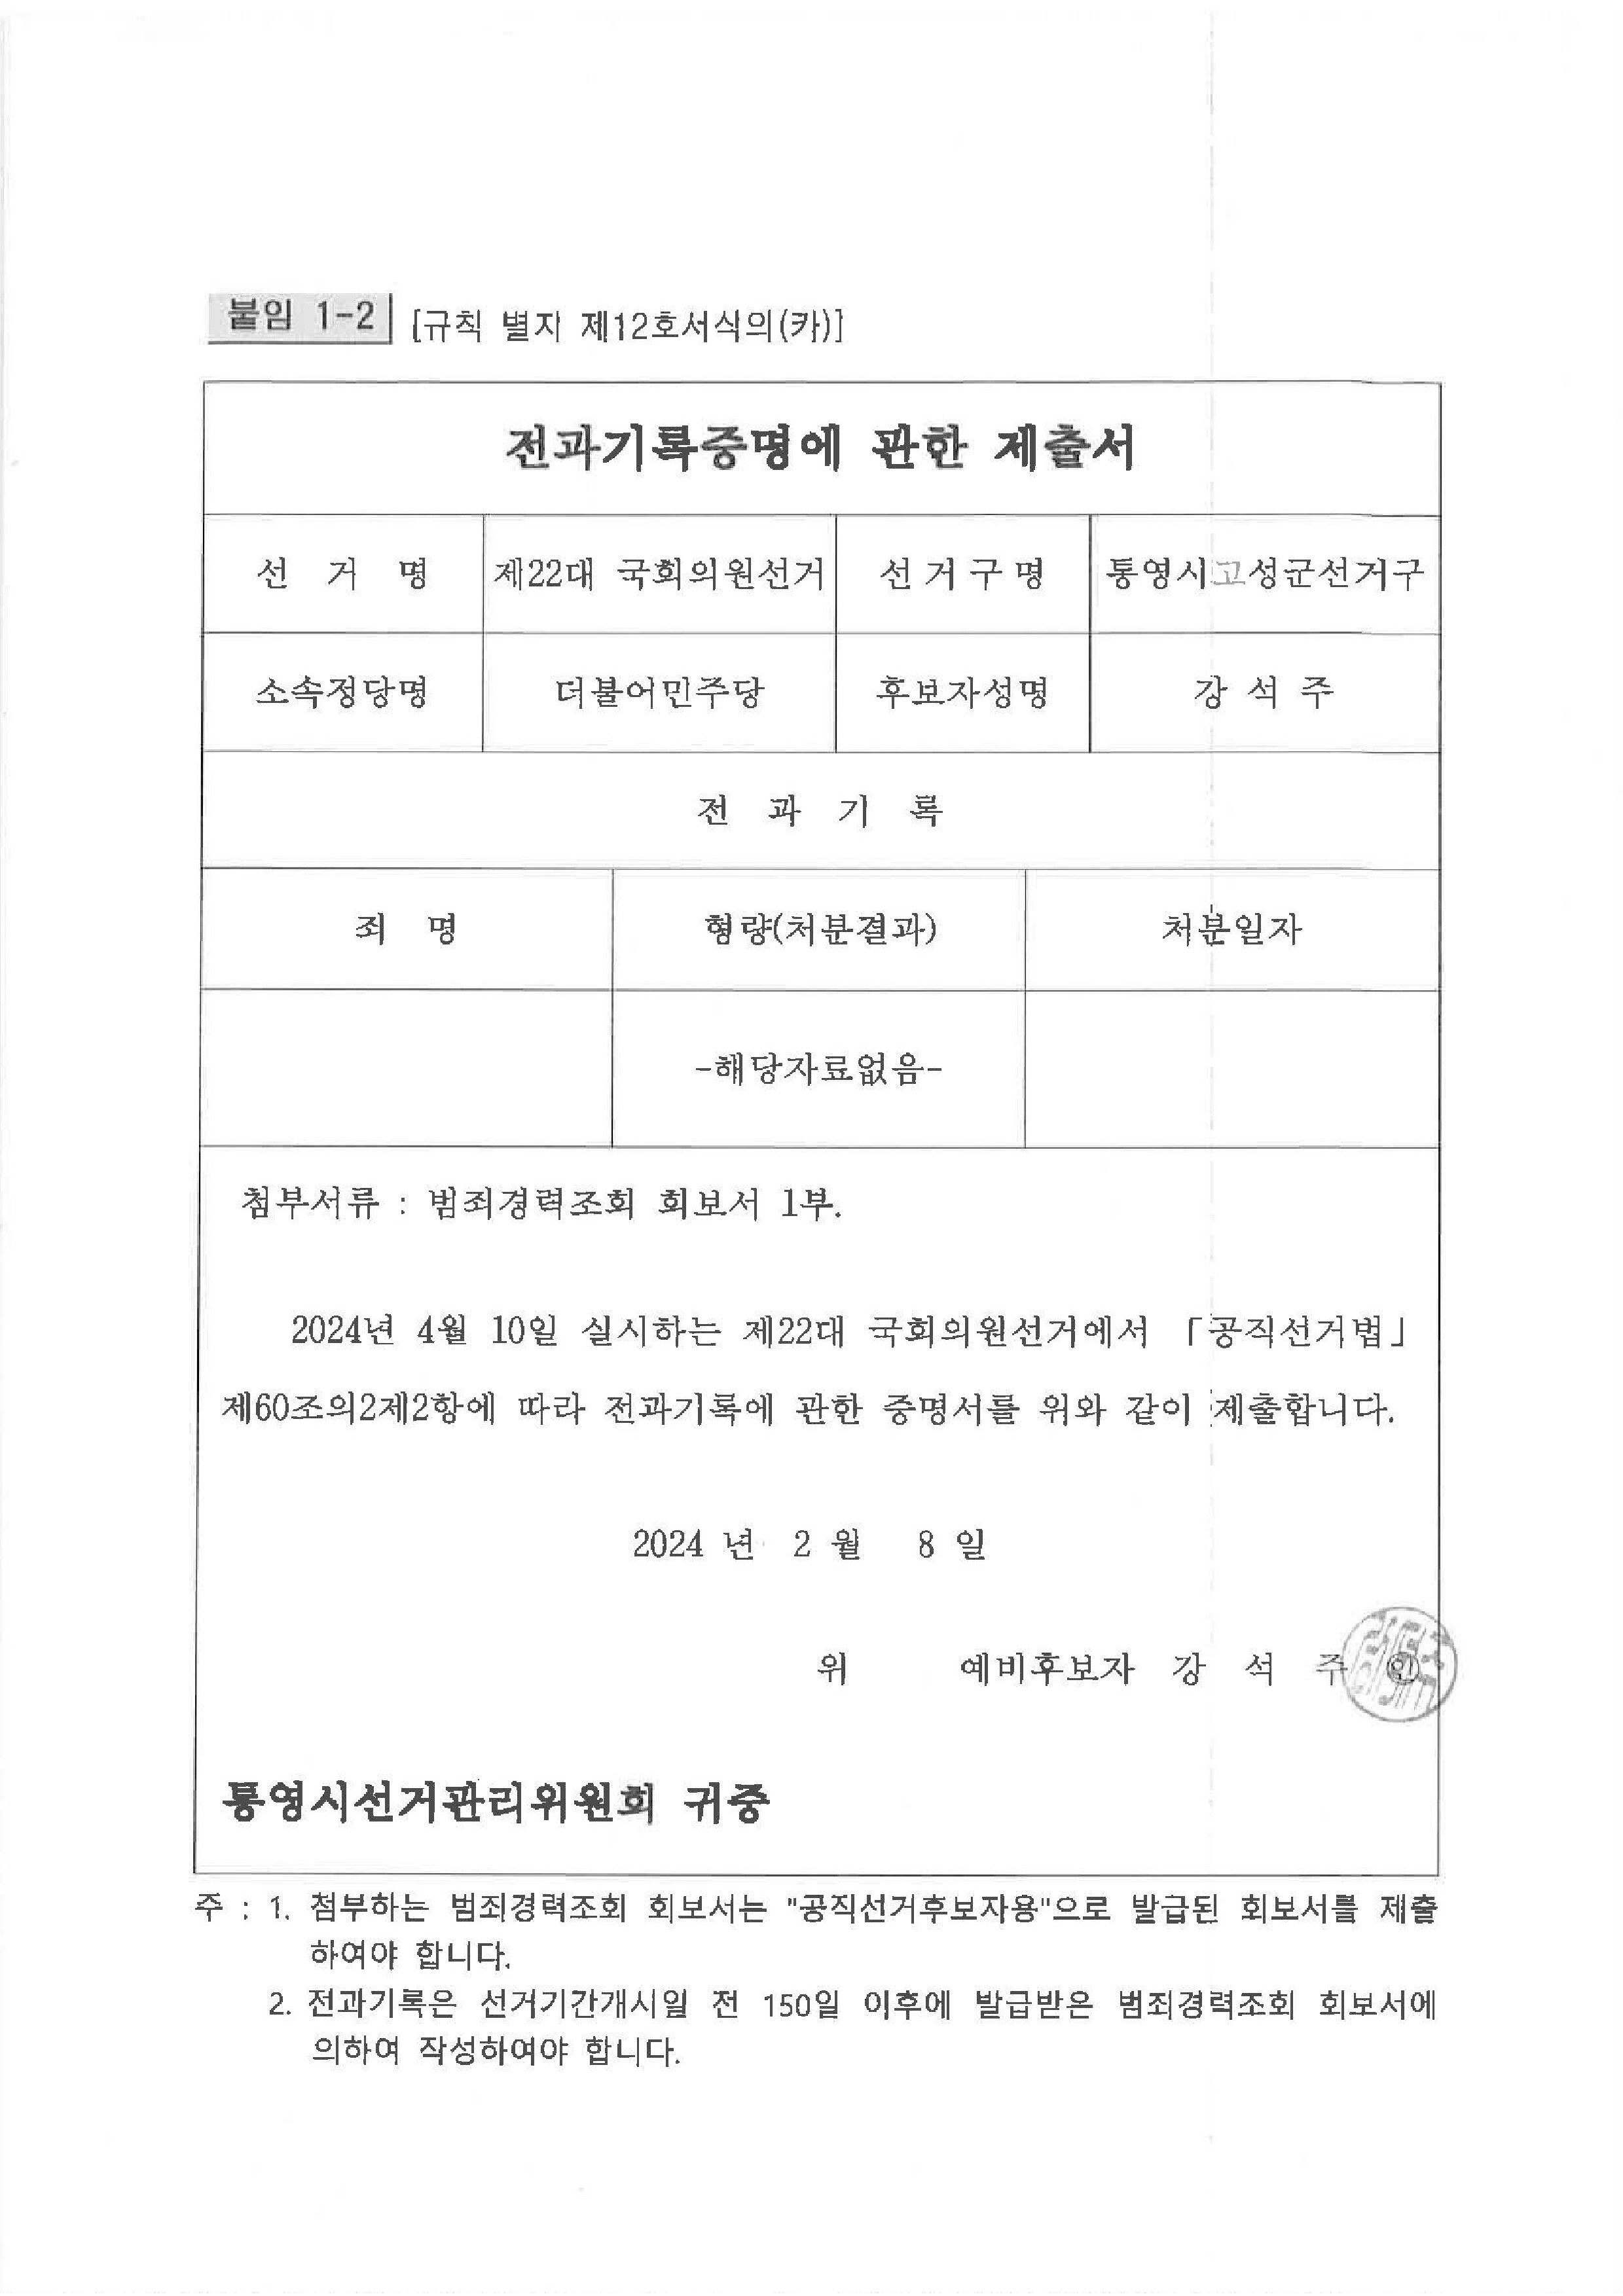 붙임 1-2 [규칙 별지 제12호서식의(카)]
전과기록증명에 관한 제출서
선 거 명 제22대 국회의원선거 선거구명 통영시고성군선거구
소속정당명 더불어민주당 후보자성명 강 석 주
전 과 기 록
죄 명 형량(처분결과) 처분일자
-해당자료없음-
첨부서류 : 범죄경력조회 회보서 1부.
2024년 4월 10일 실시하는 제22대 국회의원선거에서 「공직선거법」
제60조의2제2항에 따라 전과기록에 관한 증명서를 위와 같이 제출합니다.
2024 년 2 월 8 일
위 예비후보자 강 석 주 ㊞
통영시선거관리위원회 귀중
주 : 1. 첨부하는 범죄경력조회 회보서는 "공직선거후보자용"으로 발급된 회보서를 제출
하여야 합니다.
2. 전과기록은 선거기간개시일 전 150일 이후에 발급받은 범죄경력조회 회보서에
의하여 작성하여야 합니다.